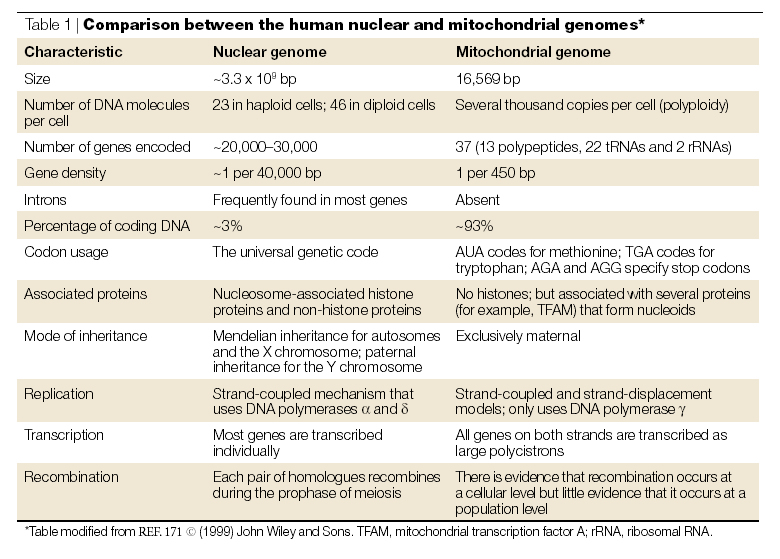 Table 1 | Comparison between the human nuclear and mitochondrial genomes*
Characteristic Nuclear genome Mitochondrial genome
Size ~3.3 x 10⁹ bp 16,569 bp
Number of DNA molecules 23 in haploid cells; 46 in diploid cells Several thousand copies per cell (polyploidy)
per cell
Number of genes encoded ~20,000–30,000 37 (13 polypeptides, 22 tRNAs and 2 rRNAs)
Gene density ~1 per 40,000 bp 1 per 450 bp
Introns Frequently found in most genes Absent
Percentage of coding DNA ~3% ~93%
Codon usage The universal genetic code AUA codes for methionine; TGA codes for
tryptophan; AGA and AGG specify stop codons
Associated proteins Nucleosome-associated histone No histones; but associated with several proteins
proteins and non-histone proteins (for example, TFAM) that form nucleoids
Mode of inheritance Mendelian inheritance for autosomes Exclusively maternal
and the X chromosome; paternal
inheritance for the Y chromosome
Replication Strand-coupled mechanism that Strand-coupled and strand-displacement
uses DNA polymerases α and δ models; only uses DNA polymerase γ
Transcription Most genes are transcribed All genes on both strands are transcribed as
individually large polycistrons
Recombination Each pair of homologues recombines There is evidence that recombination occurs at
during the prophase of meiosis a cellular level but little evidence that it occurs at a
population level
*Table modified from REF. 171 © (1999) John Wiley and Sons. TFAM, mitochondrial transcription factor A; rRNA, ribosomal RNA.